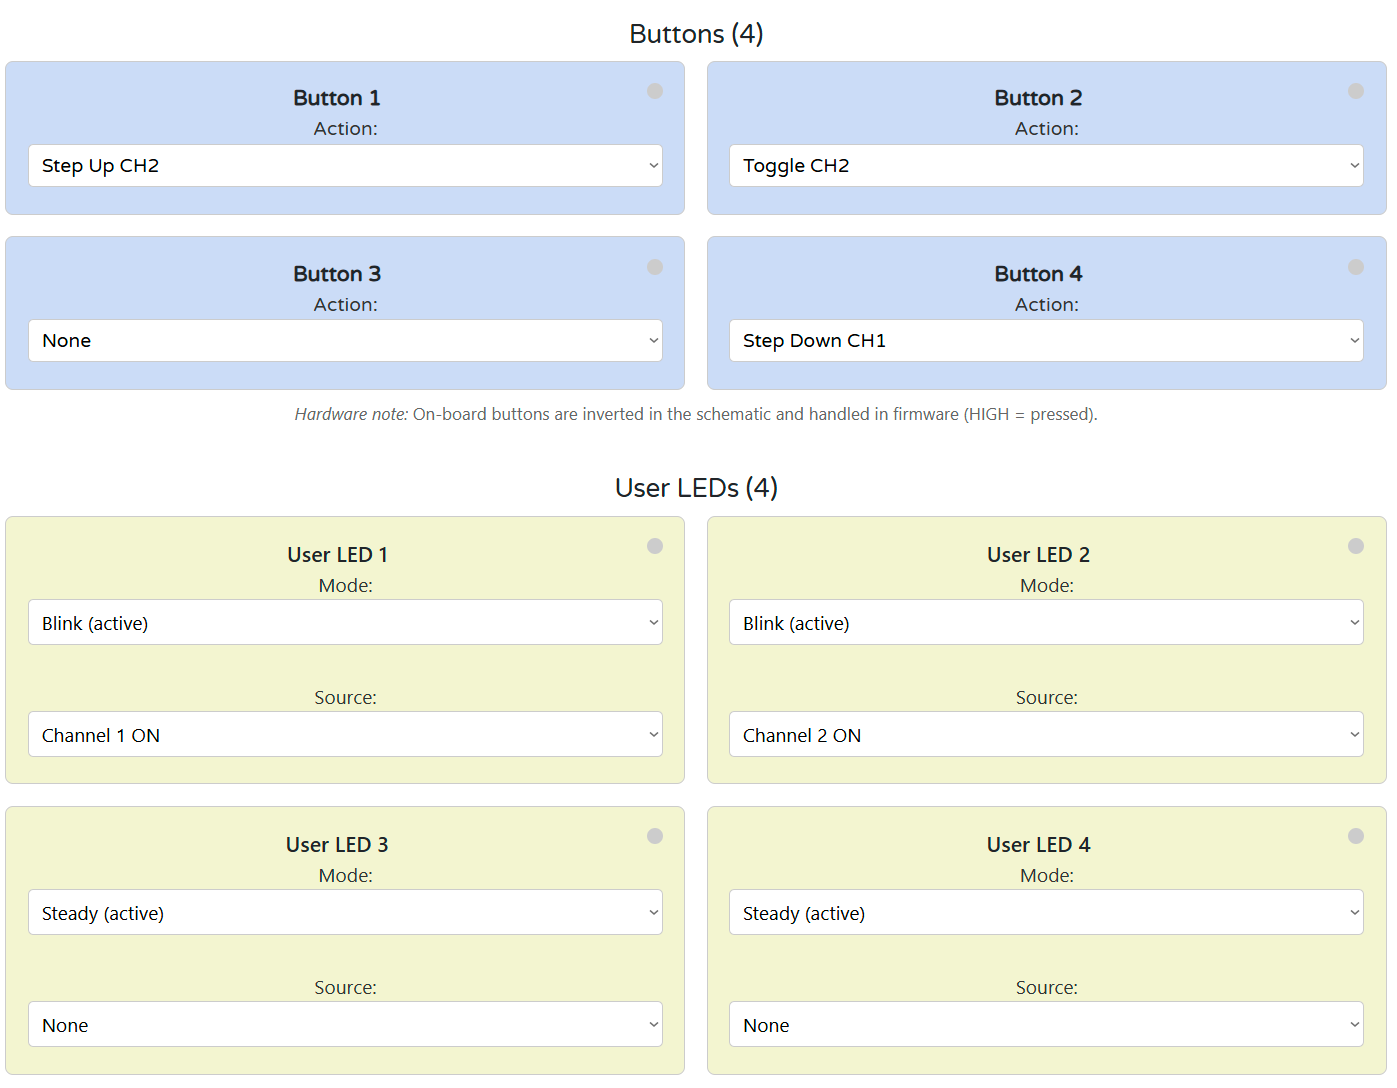 Buttons (4)
Button 1
Action:
Step Up CH2
Button 2
Action:
Toggle CH2
Button 3
Action:
None
Button 4
Action:
Step Down CH1
Hardware note: On-board buttons are inverted in the schematic and handled in firmware (HIGH = pressed).
User LEDs (4)
User LED 1
Mode:
Blink (active)
Source:
Channel 1 ON
User LED 2
Mode:
Blink (active)
Source:
Channel 2 ON
User LED 3
Mode:
Steady (active)
Source:
None
User LED 4
Mode:
Steady (active)
Source:
None